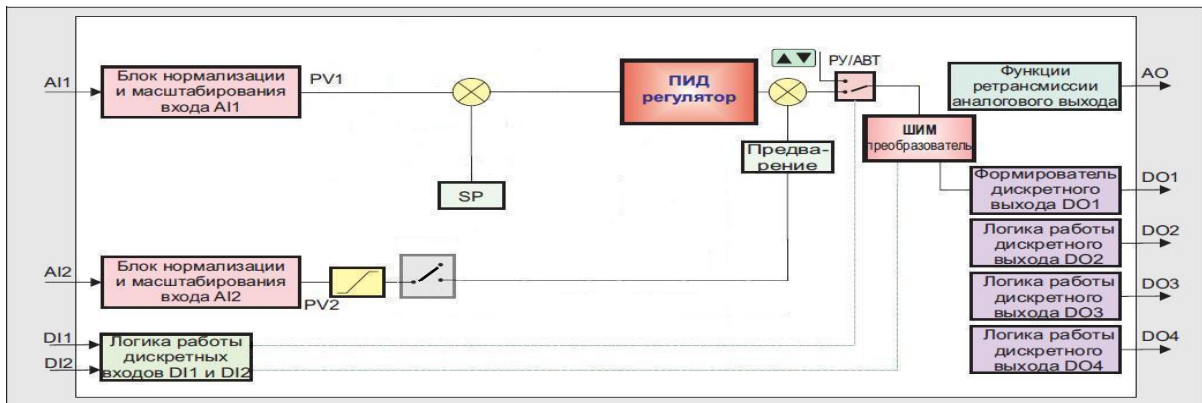 AI1
Блок нормализации
и масштабирования
входа AI1
PV1
SP
ПИД
регулятор
РУ/АВТ
Предва-
рение
ШИМ
преобразователь
Функции
ретрансмиссии
аналогового выхода
AO
Формирователь
дискретного
выхода DO1
DO1
Логика работы
дискретного
выхода DO2
DO2
Логика работы
дискретного
выхода DO3
DO3
Логика работы
дискретного
выхода DO4
DO4
AI2
Блок нормализации
и масштабирования
входа AI2
PV2
DI1
DI2
Логика работы
дискретных
входов DI1 и DI2